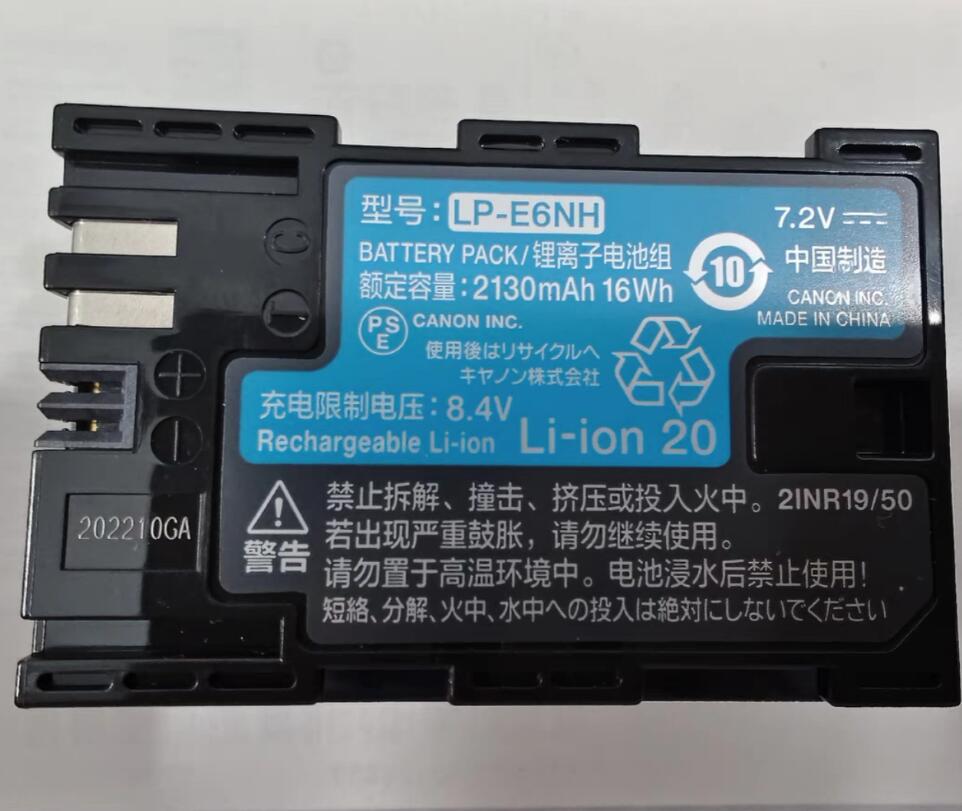 型号:LP-E6NH
7.2V
BATTERY PACK/锂离子电池组
额定容量:2130mAh 16Wh
10
中国制造
CANON INC.
MADE IN CHINA
PSE CANON INC.
使用後はリサイクルへ
キヤノン株式会社
充电限制电压:8.4V
Rechargeable Li-ion
Li-ion 20
C
T
+
−
202210GA
警告
禁止拆解、撞击、挤压或投入火中。2INR19/50
若出现严重鼓胀,请勿继续使用。
请勿置于高温环境中。电池浸水后禁止使用!
短絡、分解、火中、水中への投入は絶対にしないでください